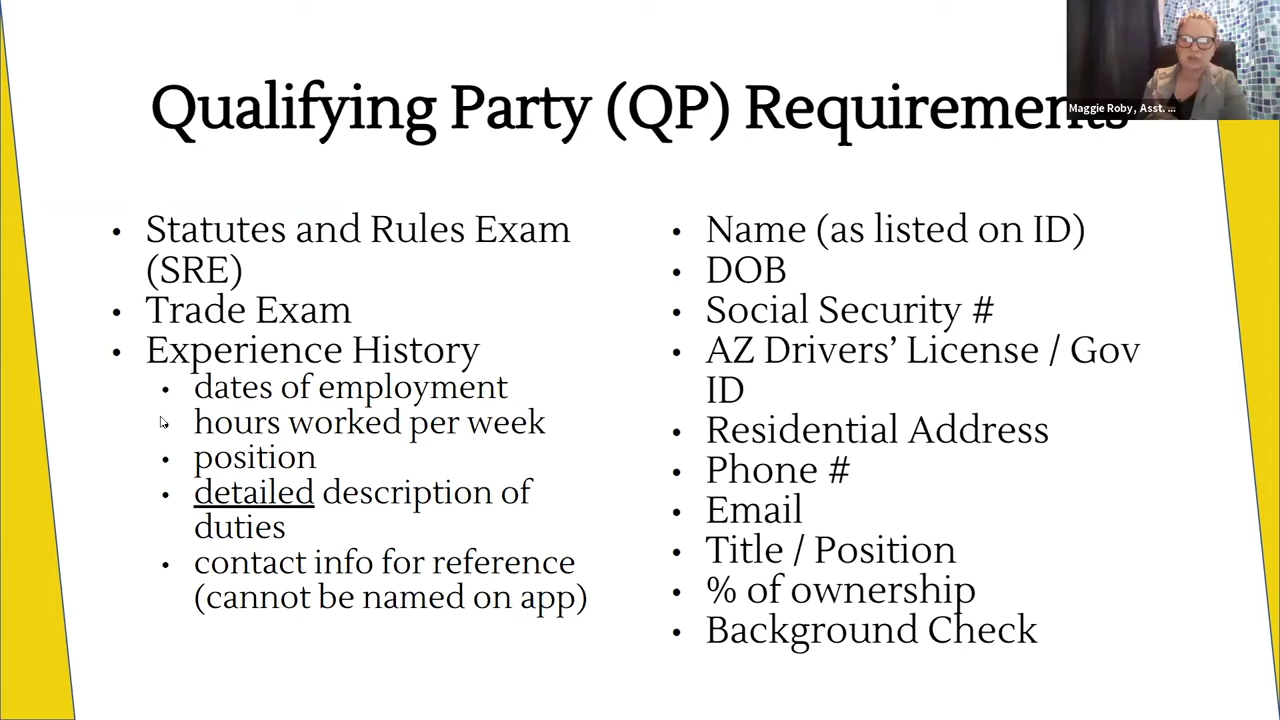 Qualifying Party (QP) Requirements
Maggie Roby, Asst. ...
• Statutes and Rules Exam
(SRE)
• Trade Exam
• Experience History
• dates of employment
• hours worked per week
• position
• detailed description of
duties
• contact info for reference
(cannot be named on app)
• Name (as listed on ID)
• DOB
• Social Security #
• AZ Drivers’ License / Gov
ID
• Residential Address
• Phone #
• Email
• Title / Position
• % of ownership
• Background Check